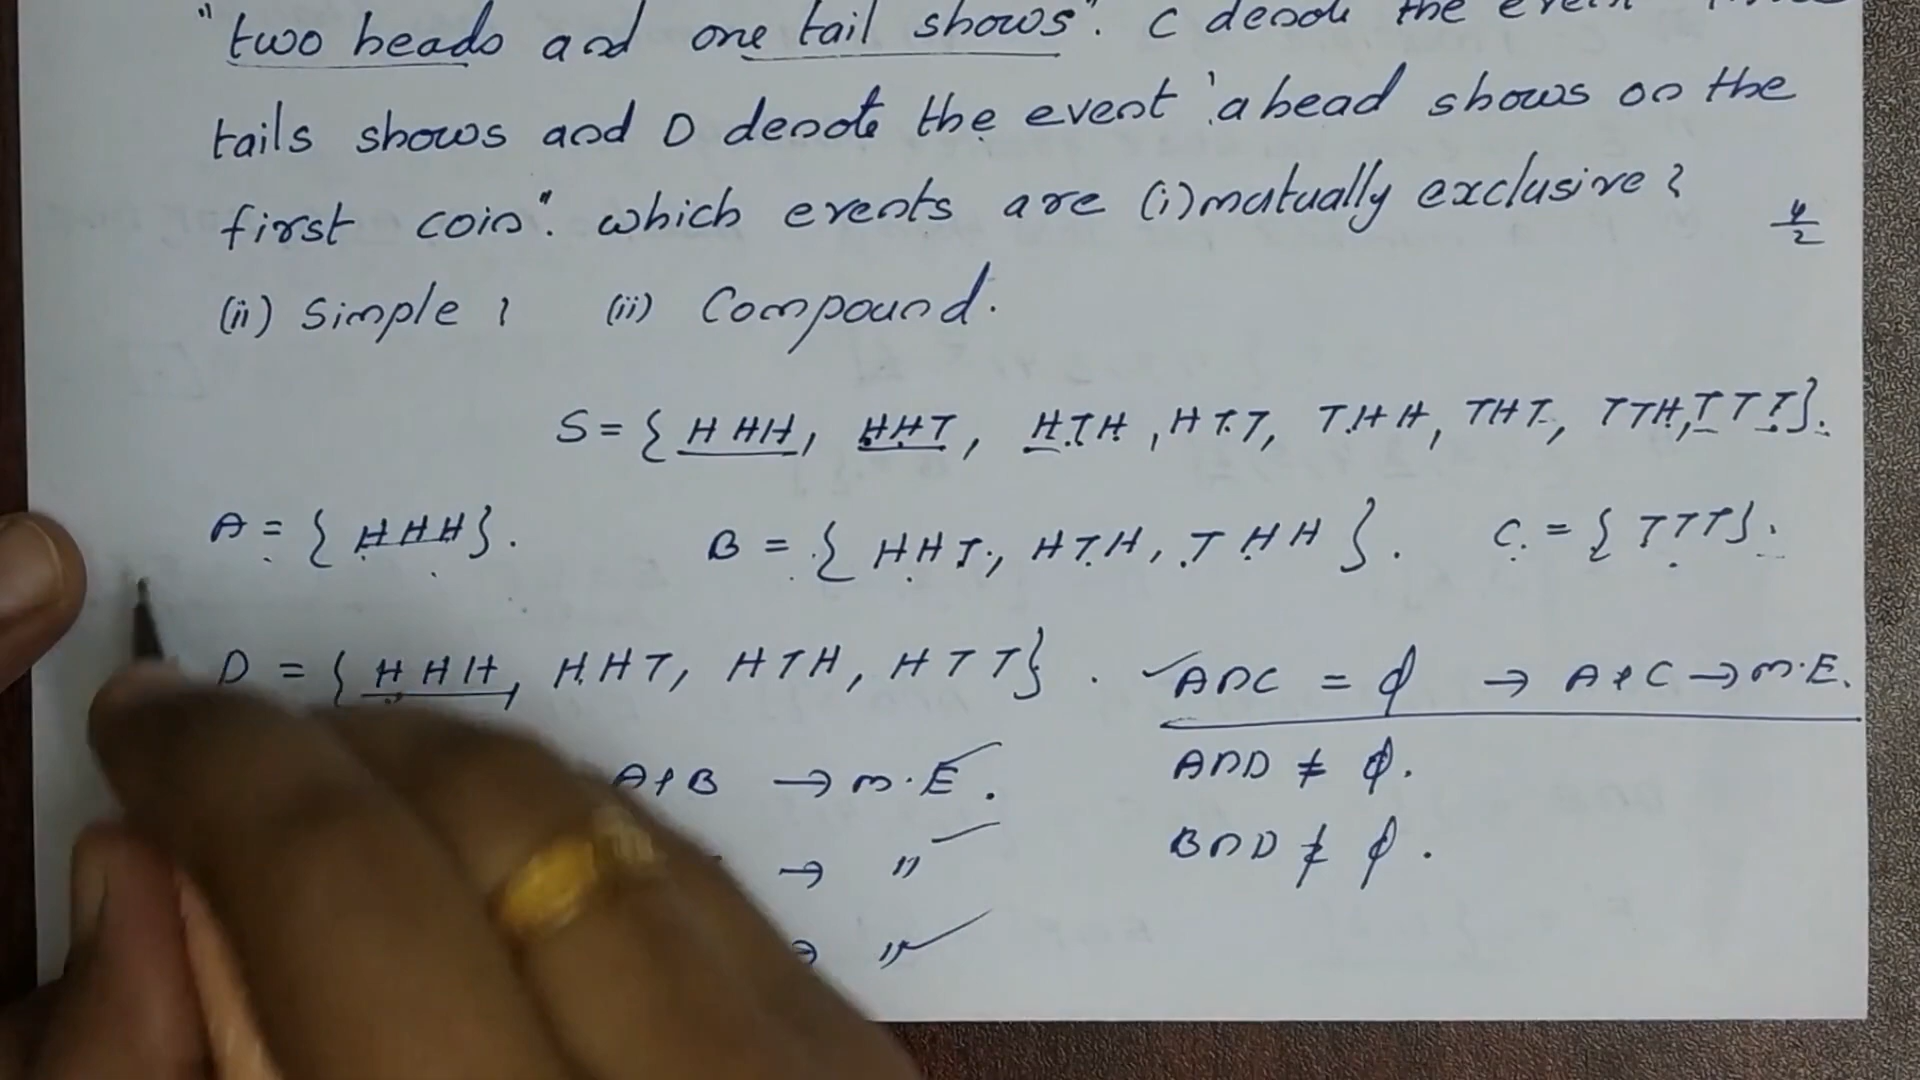 "two heads and one tail shows". C denote the event
tails shows and D denote the event 'a head shows on the
first coin". which events are (i) mutually exclusive?
(ii) Simple ? (iii) Compound.
S = { HHH, HHT, HTH, HTT, THH, THT, TTH, TTT}.
A = { HHH}. B = { HHT, HTH, THH }. C = { TTT}.
D = { HHH, HHT, HTH, HTT}. A∩C = φ → A & C → m.E.
A & B → m.E. A∩D ≠ φ.
→ " B∩D ≠ φ.
→ "